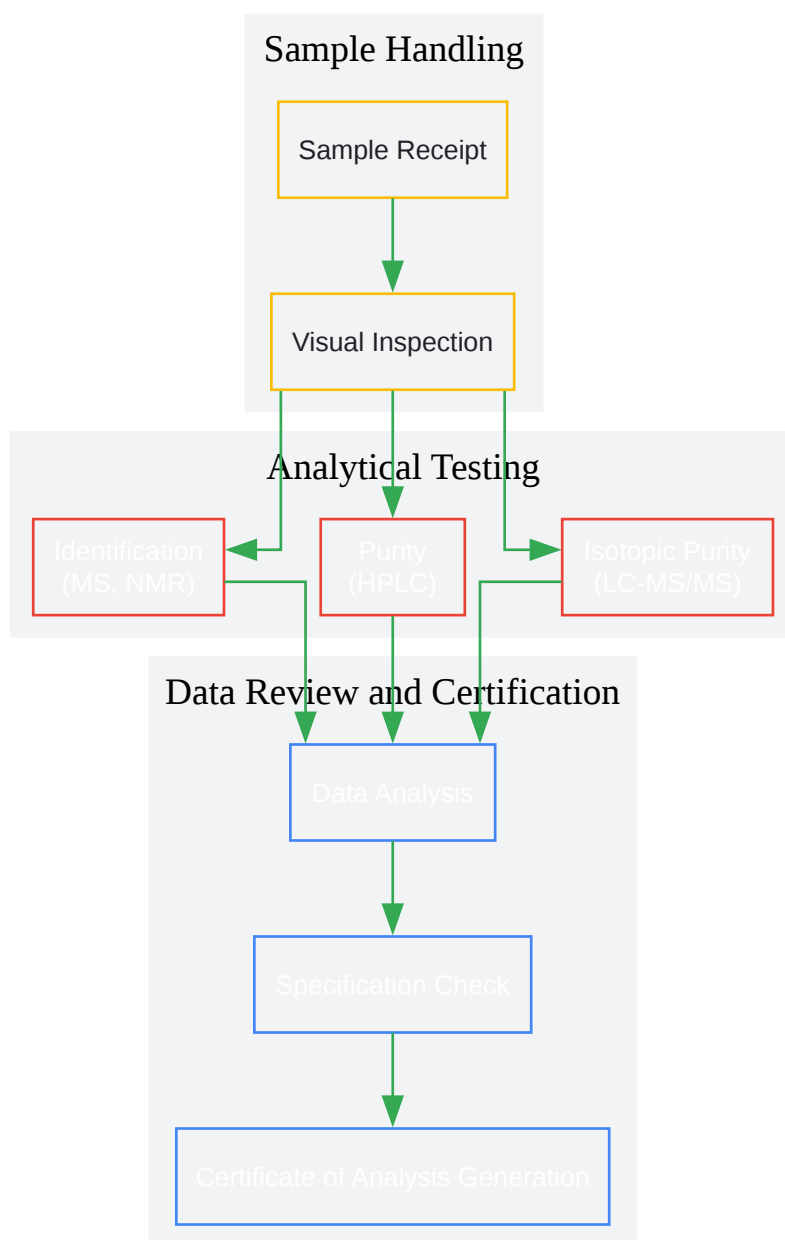 Sample Handling
Sample Receipt
Visual Inspection
Analytical Testing
Identification
(MS, NMR)
Purity
(HPLC)
Isotopic Purity
(LC-MS/MS)
Data Review and Certification
Data Analysis
Specification Check
Certificate of Analysis Generation